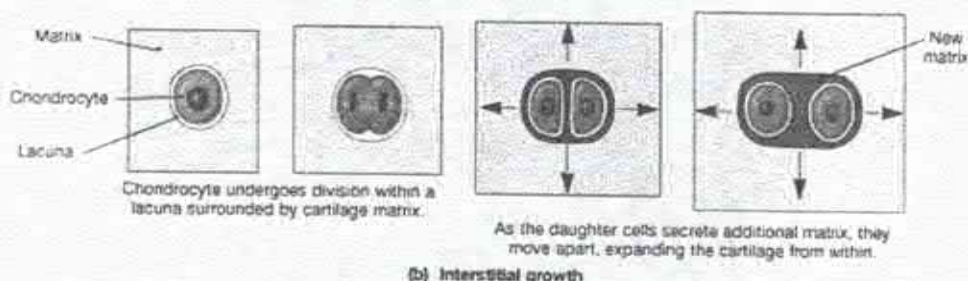 Matrix
Chondrocyte
Lacuna
New
matrix
Chondrocyte undergoes division within a
lacuna surrounded by cartilage matrix.
As the daughter cells secrete additional matrix, they
move apart, expanding the cartilage from within.
(b) Interstitial growth